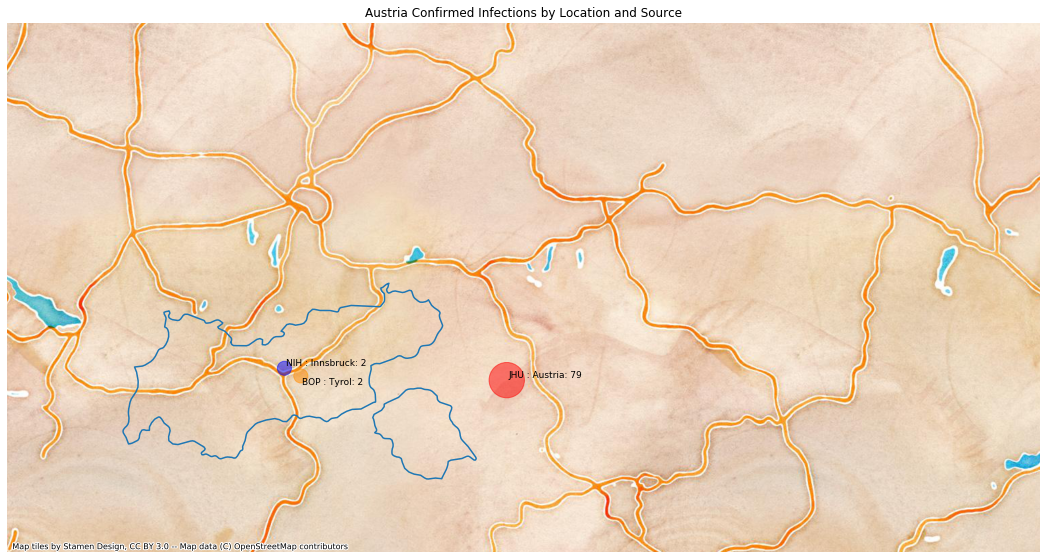 Austria Confirmed Infections by Location and Source
NIH : Innsbruck: 2
BOP : Tyrol: 2
JHU : Austria: 79
Map tiles by Stamen Design, CC BY 3.0 -- Map data (C) OpenStreetMap contributors